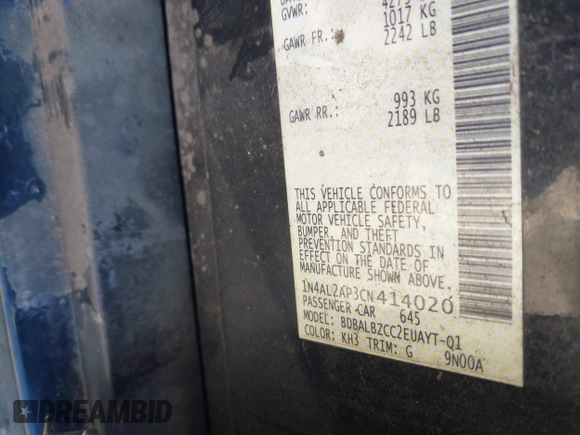 GVWR:
1017 KG
GAWR FR.: 2242 LB
993 KG
GAWR RR.: 2189 LB
THIS VEHICLE CONFORMS TO
ALL APPLICABLE FEDERAL
MOTOR VEHICLE SAFETY,
BUMPER, AND THEFT
PREVENTION STANDARDS IN
EFFECT ON THE DATE OF
MANUFACTURE SHOWN ABOVE.
1N4AL2AP3CN414020
PASSENGER CAR 645
MODEL: BDBALBZCC2EUAYT-Q1
COLOR: KH3 TRIM: G 9N00A
DREAMBID